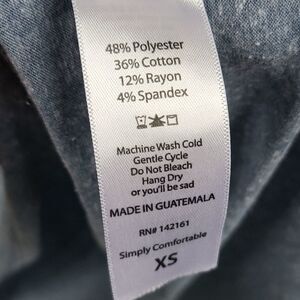 48% Polyester
36% Cotton
12% Rayon
4% Spandex
Machine Wash Cold
Gentle Cycle
Do Not Bleach
Hang Dry
or you'll be sad
MADE IN GUATEMALA
RN# 142161
Simply Comfortable
XS